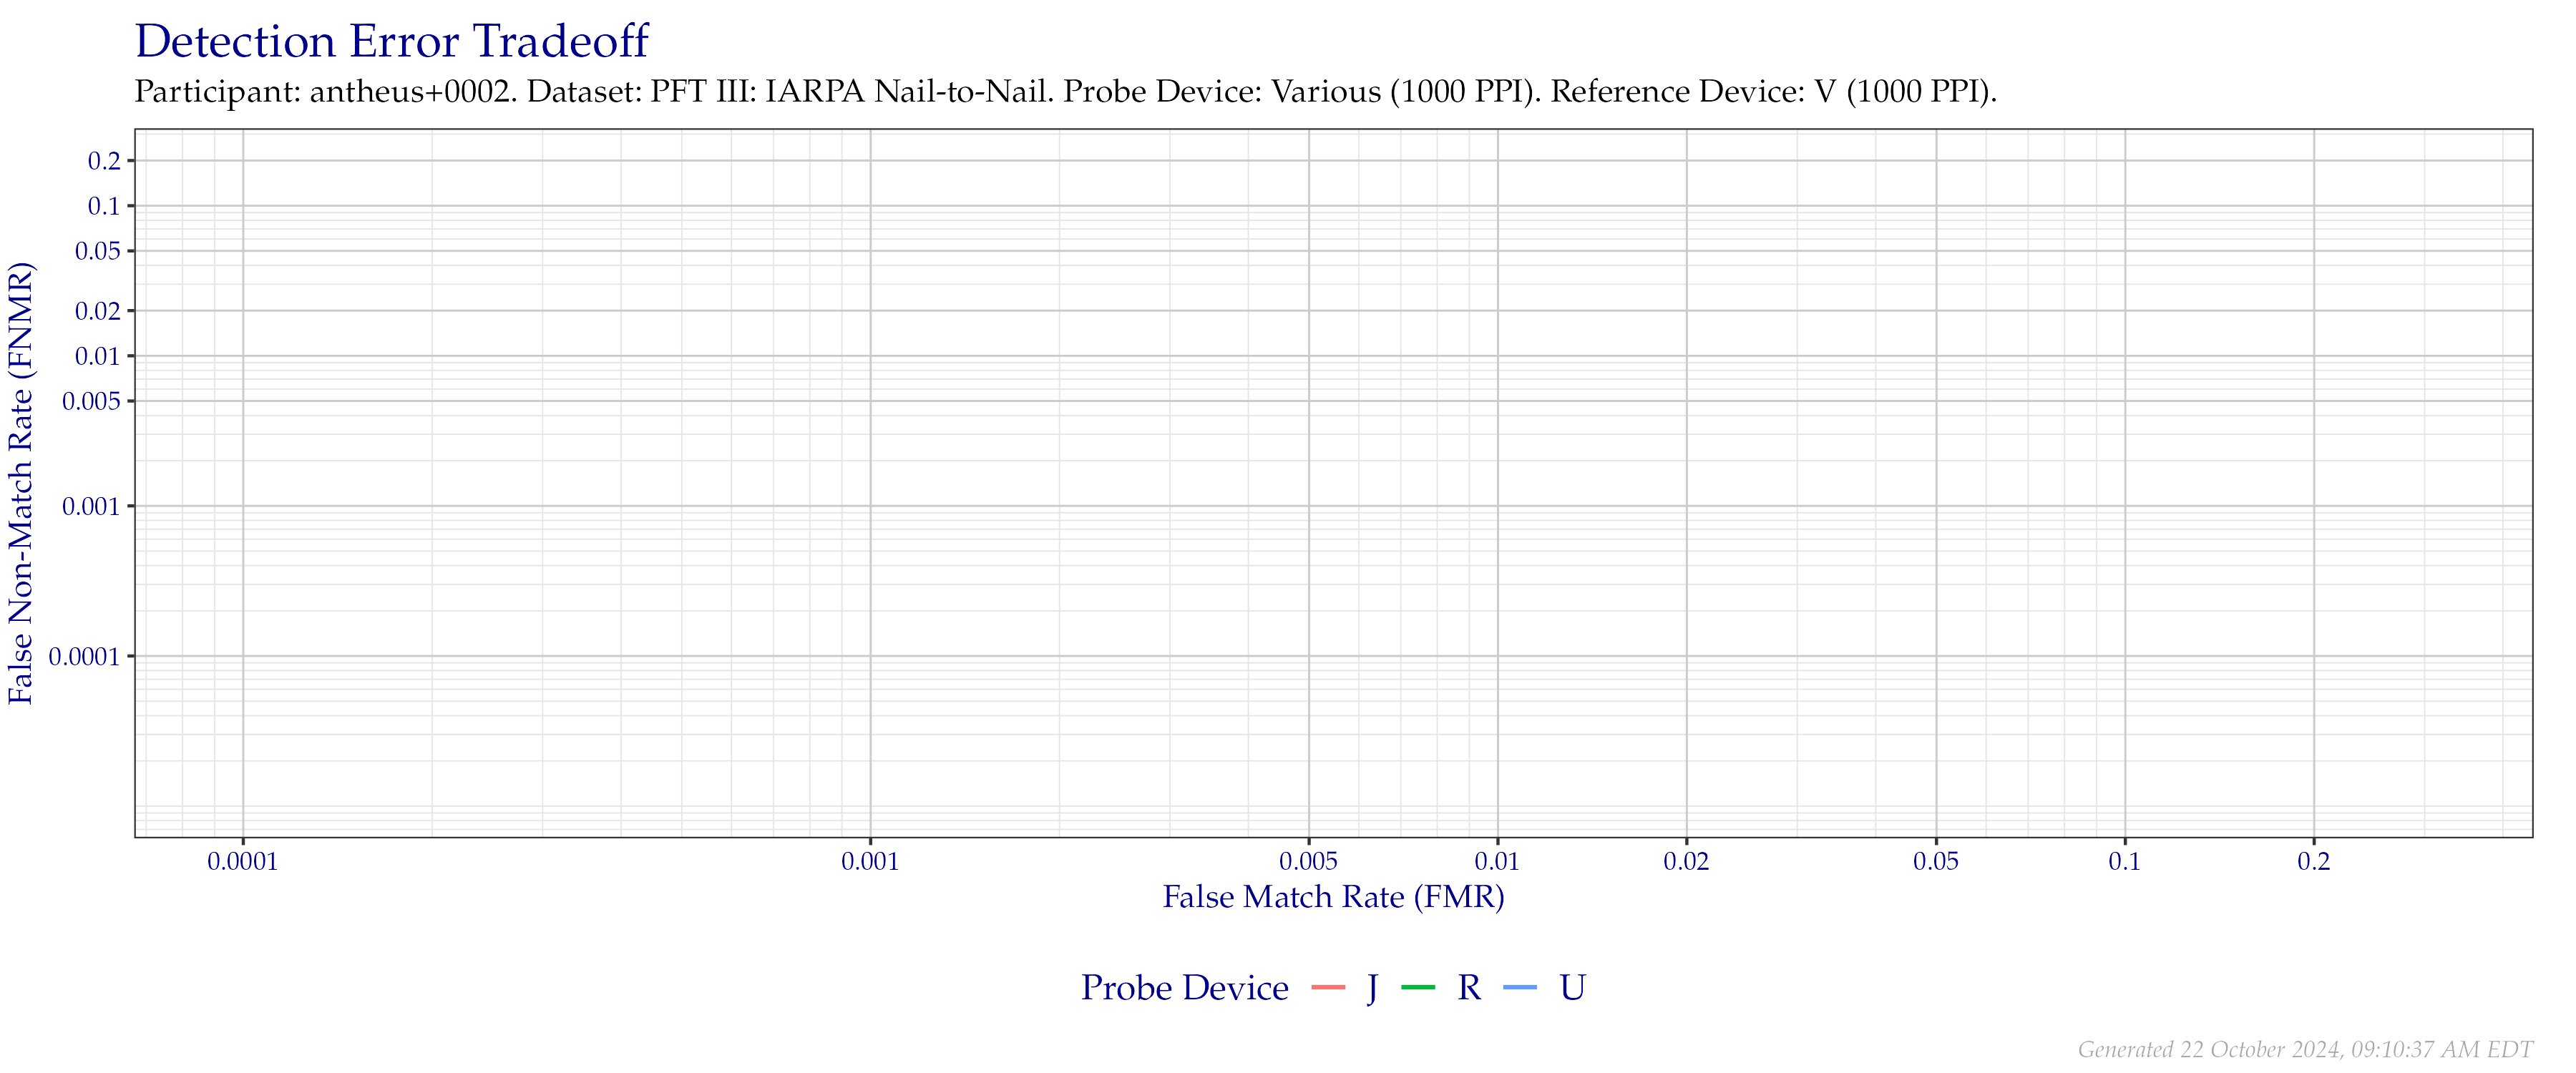 Detection Error Tradeoff
Participant: antheus+0002. Dataset: PFT III: IARPA Nail-to-Nail. Probe Device: Various (1000 PPI). Reference Device: V (1000 PPI).
False Non-Match Rate (FNMR)
0.2
0.1
0.05
0.02
0.01
0.005
0.001
0.0001
0.0001 0.001 0.005 0.01 0.02 0.05 0.1 0.2
False Match Rate (FMR)
Probe Device J R U
Generated 22 October 2024, 09:10:37 AM EDT